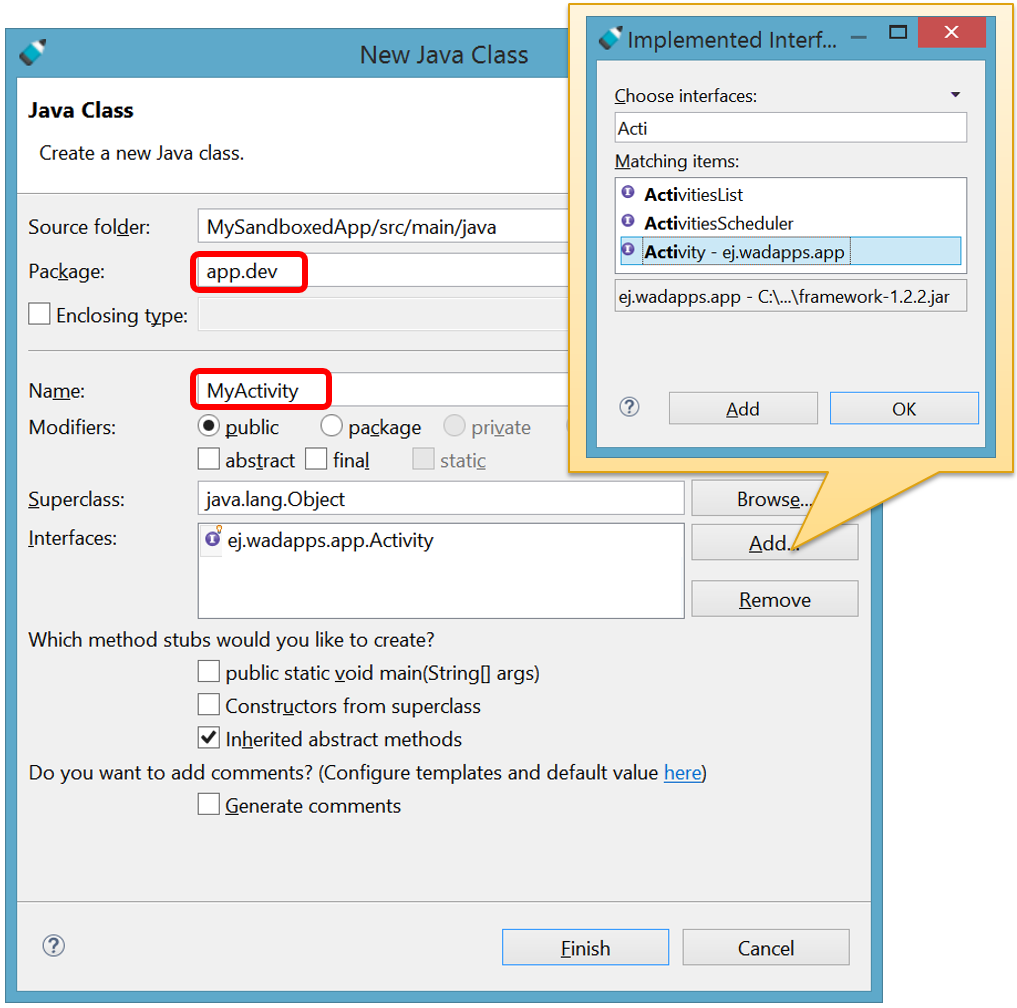 New Java Class
Java Class
Create a new Java class.
Source folder: MySandboxedApp/src/main/java
Package: app.dev
Enclosing type:
Name: MyActivity
Modifiers: public package private
abstract final static
Superclass: java.lang.Object Browse...
Interfaces: ej.wadapps.app.Activity Add...
Remove
Which method stubs would you like to create?
public static void main(String[] args)
Constructors from superclass
Inherited abstract methods
Do you want to add comments? (Configure templates and default value here)
Generate comments
? Finish Cancel
Implemented Interf...
Choose interfaces:
Acti
Matching items:
I ActivitiesList
I ActivitiesScheduler
I Activity - ej.wadapps.app
ej.wadapps.app - C:\...\framework-1.2.2.jar
? Add OK